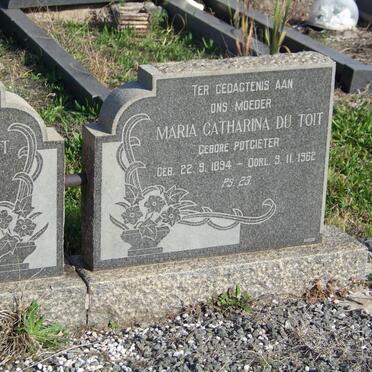 TER GEDAGTENIS AAN
ONS MOEDER
MARIA CATHARINA DU TOIT
GEBORE POTGIETER
GEB. 22.9.1894 - OORL. 9.11.1962
PS. 23